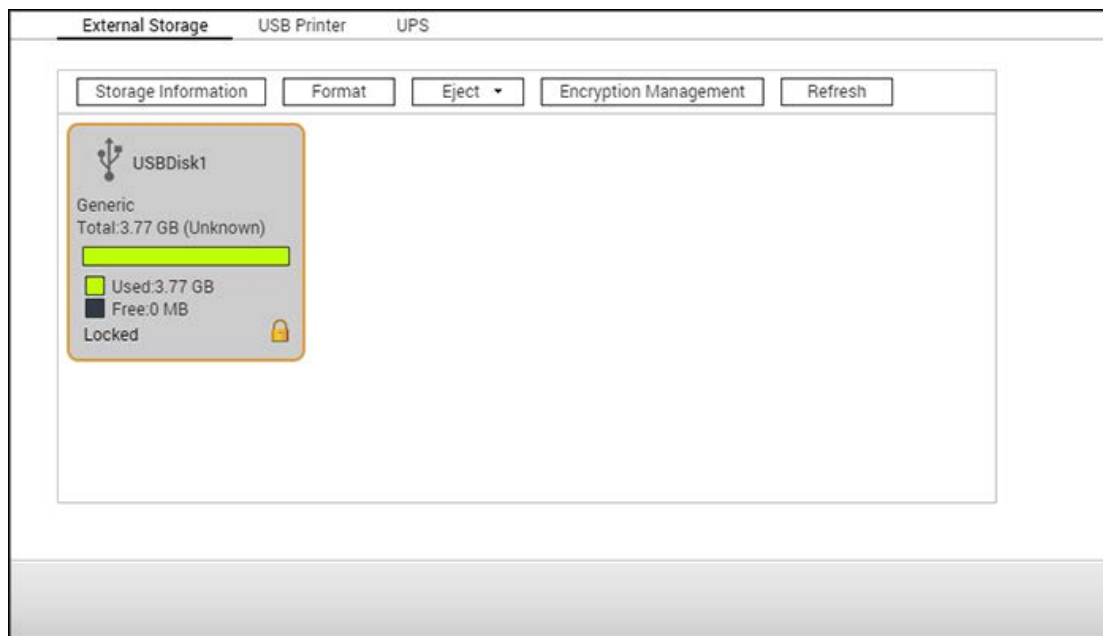 External Storage USB Printer UPS
Storage Information Format Eject Encryption Management Refresh
USBDisk1
Generic
Total:3.77 GB (Unknown)
Used:3.77 GB
Free:0 MB
Locked